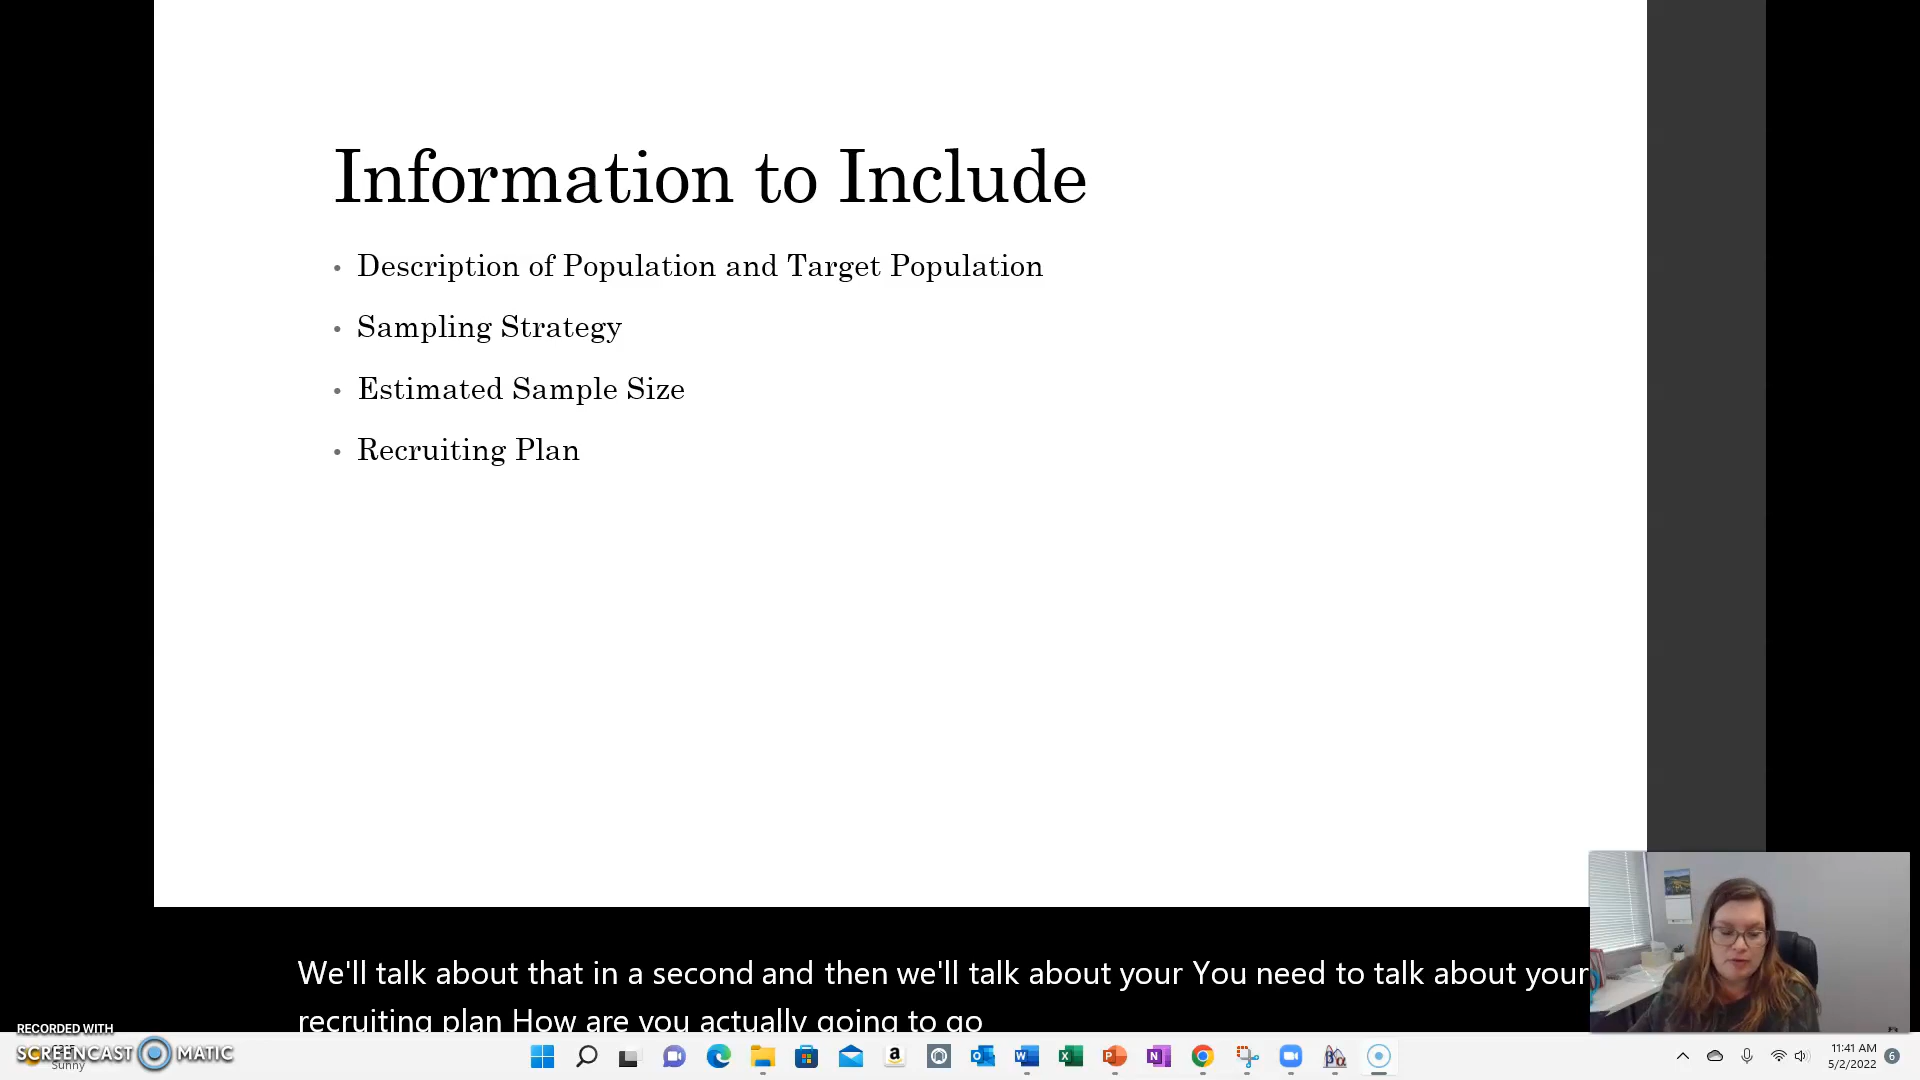 Information to Include
• Description of Population and Target Population
• Sampling Strategy
• Estimated Sample Size
• Recruiting Plan
We'll talk about that in a second and then we'll talk about your You need to talk about your
recruiting plan How are you actually going to go
RECORDED WITH
SCREENCAST MATIC
Sunny
11:41 AM
5/2/2022
6